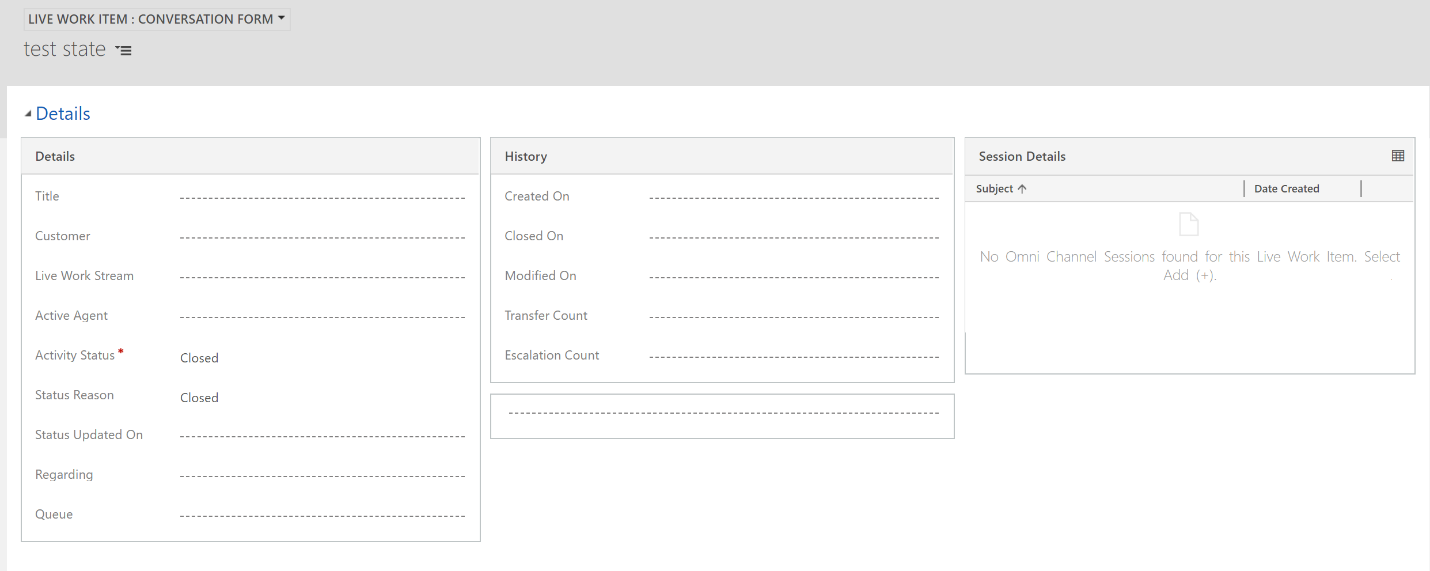 LIVE WORK ITEM : CONVERSATION FORM
test state
Details
Details
Title
Customer
Live Work Stream
Active Agent
Activity Status *
Closed
Status Reason
Closed
Status Updated On
Regarding
Queue
History
Created On
Closed On
Modified On
Transfer Count
Escalation Count
Session Details
Subject
Date Created
No Omni Channel Sessions found for this Live Work Item. Select
Add (+).